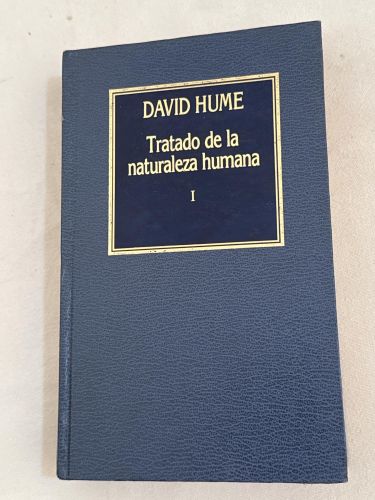 DAVID HUME
Tratado de la
naturaleza humana
I